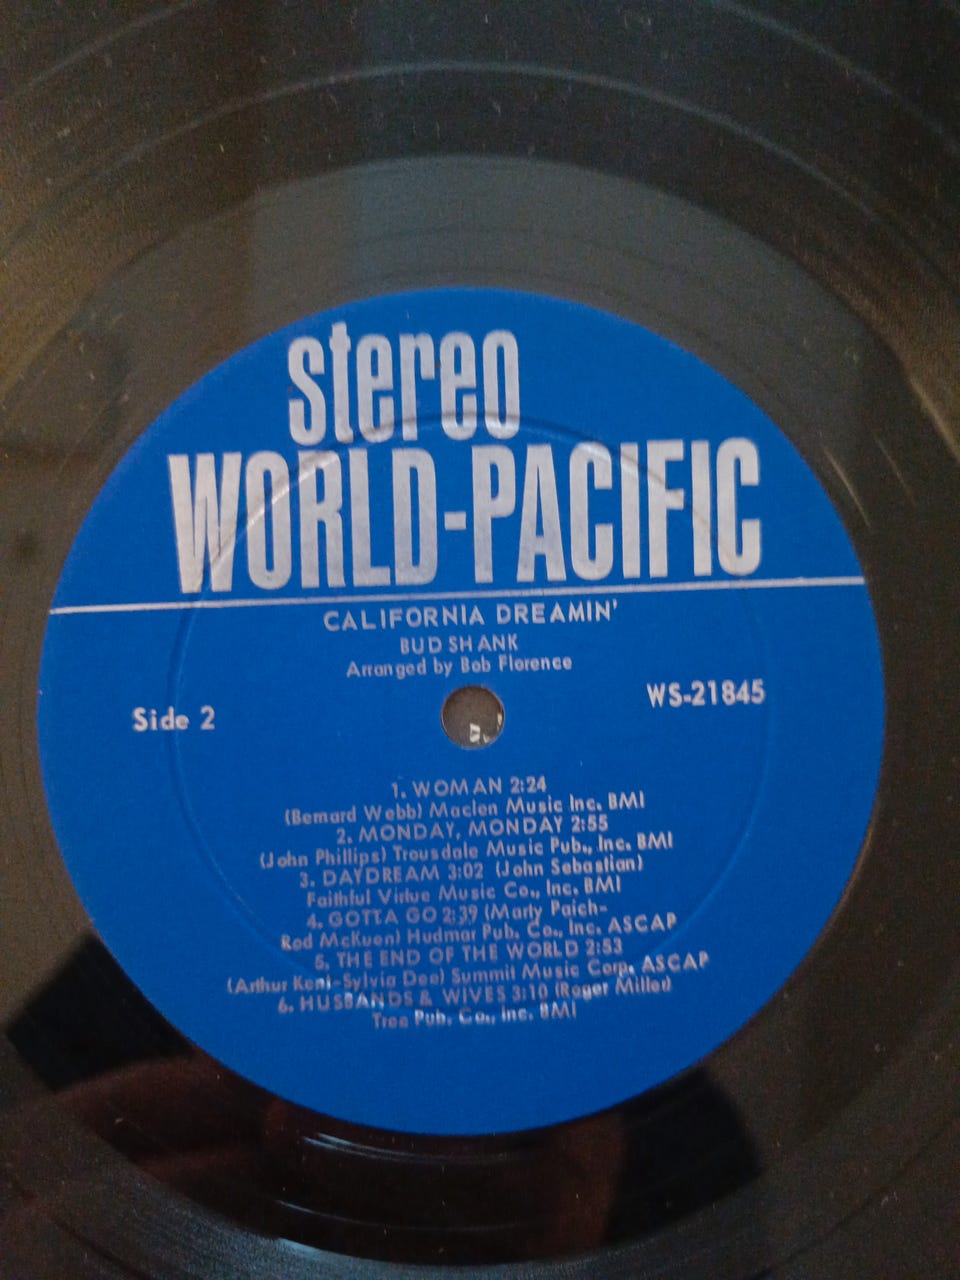 stereo
WORLD-PACIFIC
CALIFORNIA DREAMIN'
BUD SHANK
Arranged by Bob Florence
Side 2
WS-21845
1. WOMAN 2:24
(Bernard Webb) Maclen Music Inc. BMI
2. MONDAY, MONDAY 2:55
(John Phillips) Trousdale Music Pub., Inc. BMI
3. DAYDREAM 3:02 (John Sebastian)
Faithful Virtue Music Co., Inc. BMI
4. GOTTA GO 2:39 (Marty Paich-
Rod McKuen) Hudmar Pub. Co., Inc. ASCAP
5. THE END OF THE WORLD 2:53
(Arthur Kent-Sylvia Dee) Summit Music Corp. ASCAP
6. HUSBANDS & WIVES 3:10 (Roger Miller)
Tree Pub. Co., Inc. BMI